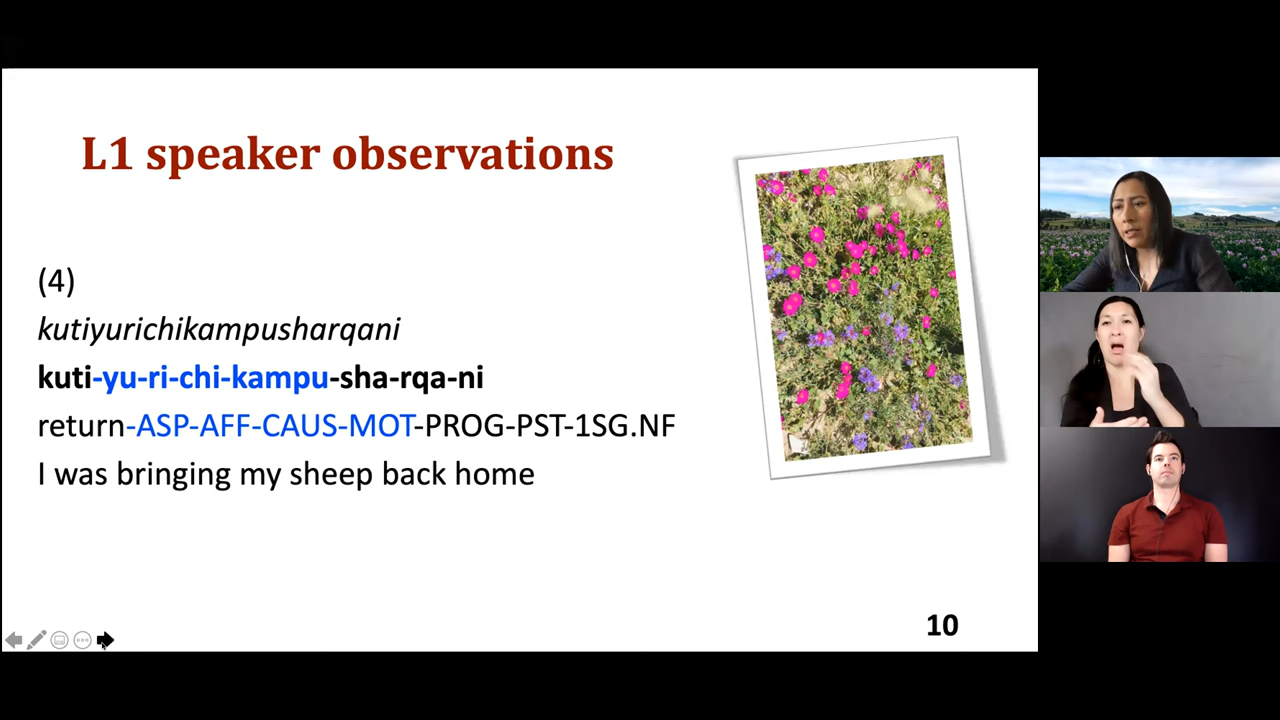 L1 speaker observations
(4)
kutiyurichikampusharqani
kuti-yu-ri-chi-kampu-sha-rqa-ni
return-ASP-AFF-CAUS-MOT-PROG-PST-1SG.NF
I was bringing my sheep back home
10